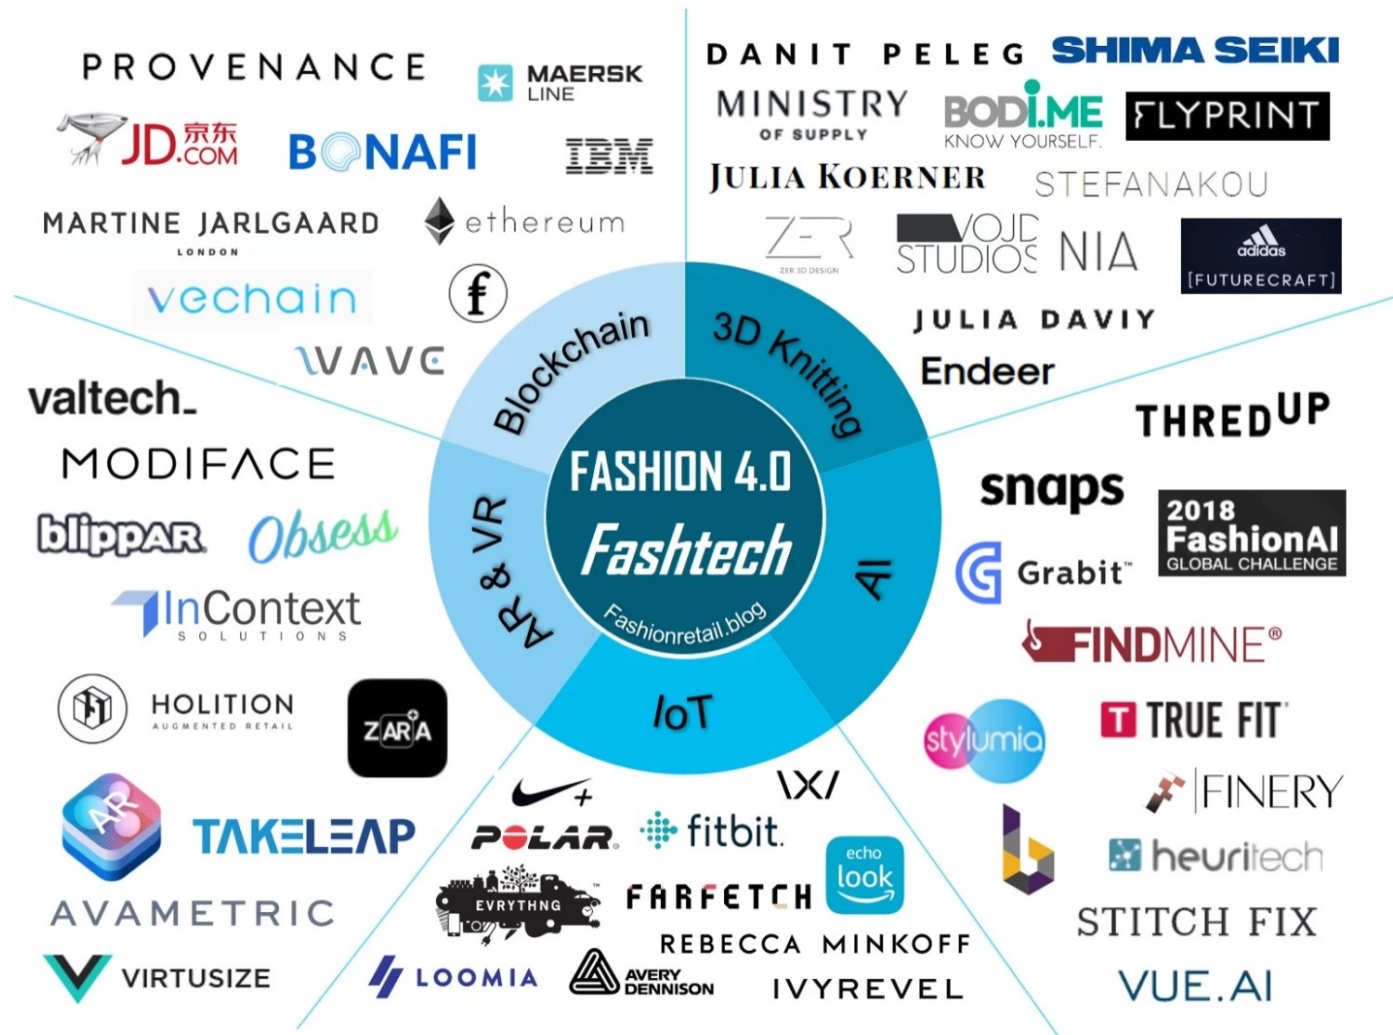 PROVENANCE
MAERSK
LINE
JD.COM 京东
BONAFI
IBM
MARTINE JARLGAARD
LONDON
ethereum
vechain
WAVE
DANIT PELEG
SHIMA SEIKI
MINISTRY
OF SUPPLY
BODI.ME
KNOW YOURSELF.
FLYPRINT
JULIA KOERNER
STEFANAKOU
ZER
ZER 3D DESIGN
VOJD
STUDIOS
NIA
adidas
[FUTURECRAFT]
JULIA DAVIY
Endeer
Blockchain
3D Knitting
AR & VR
AI
IoT
FASHION 4.0
Fashtech
Fashionretail.blog
valtech_
MODIFACE
blippAR
Obsess
InContext
SOLUTIONS
HOLITION
AUGMENTED RETAIL
ZARA
AR
TAKELEAP
AVAMETRIC
VIRTUSIZE
THREDUP
snaps
2018
FashionAI
GLOBAL CHALLENGE
Grabit™
FINDMINE®
stylumia
T TRUE FIT
FINERY
heuritech
STITCH FIX
VUE.AI
+
\X/
POLAR®
fitbit.
echo
look
EVRYTHNG™
FARFETCH
REBECCA MINKOFF
LOOMIA
AVERY
DENNISON
IVYREVEL